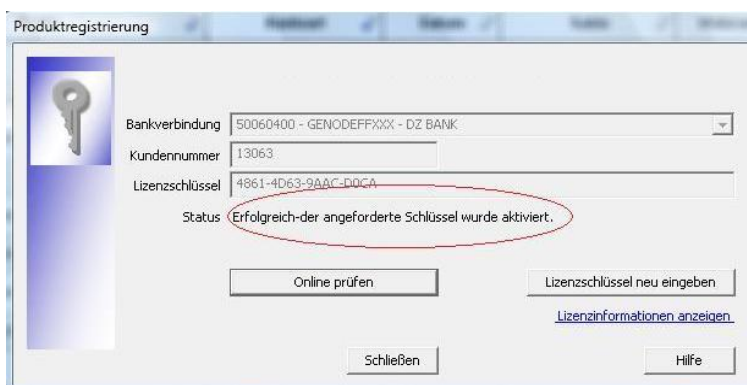 Produktregistrierung
Bankverbindung 50060400 - GENODEFFXXX - DZ BANK
Kundennummer 13063
Lizenzschlüssel 4861-4D63-9AAC-D0CA
Status Erfolgreich-der angeforderte Schlüssel wurde aktiviert.
Online prüfen Lizenzschlüssel neu eingeben
Lizenzinformationen anzeigen
Schließen Hilfe